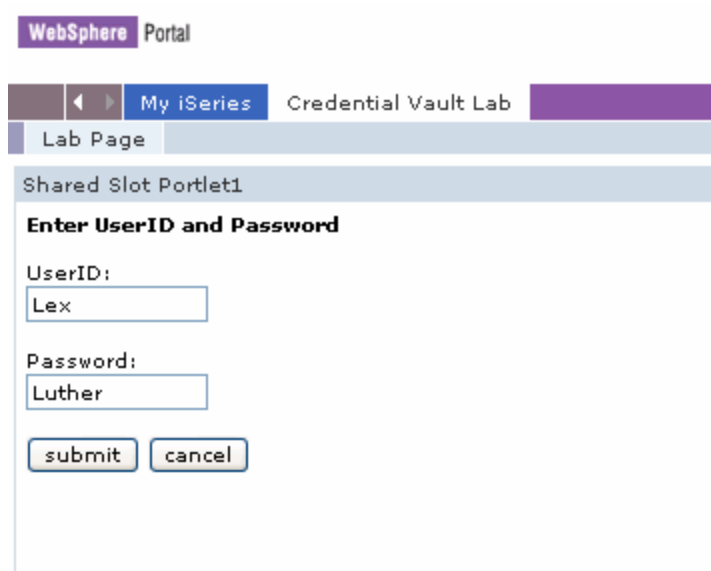 WebSphere Portal
My iSeries Credential Vault Lab
Lab Page
Shared Slot Portlet1
Enter UserID and Password
UserID:
Lex
Password:
Luther
submit cancel